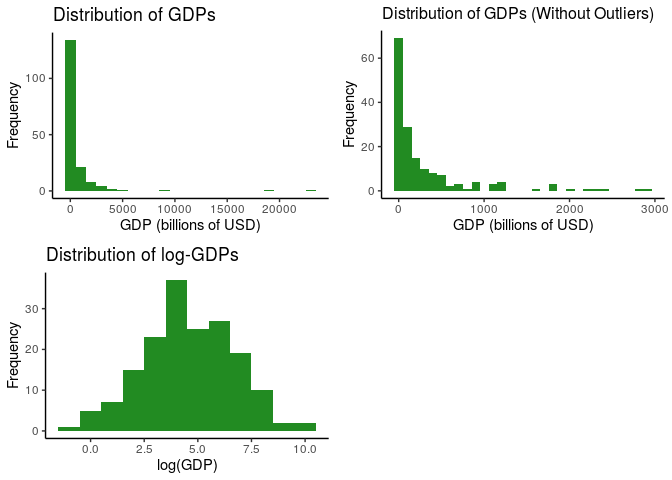 Distribution of GDPs
Frequency
100
50
0
0 5000 10000 15000 20000
GDP (billions of USD)
Distribution of GDPs (Without Outliers)
Frequency
60
40
20
0
0 1000 2000 3000
GDP (billions of USD)
Distribution of log-GDPs
Frequency
30
20
10
0
0.0 2.5 5.0 7.5 10.0
log(GDP)